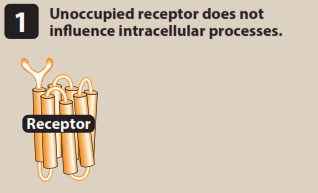 1
Unoccupied receptor does not
influence intracellular processes.
Receptor